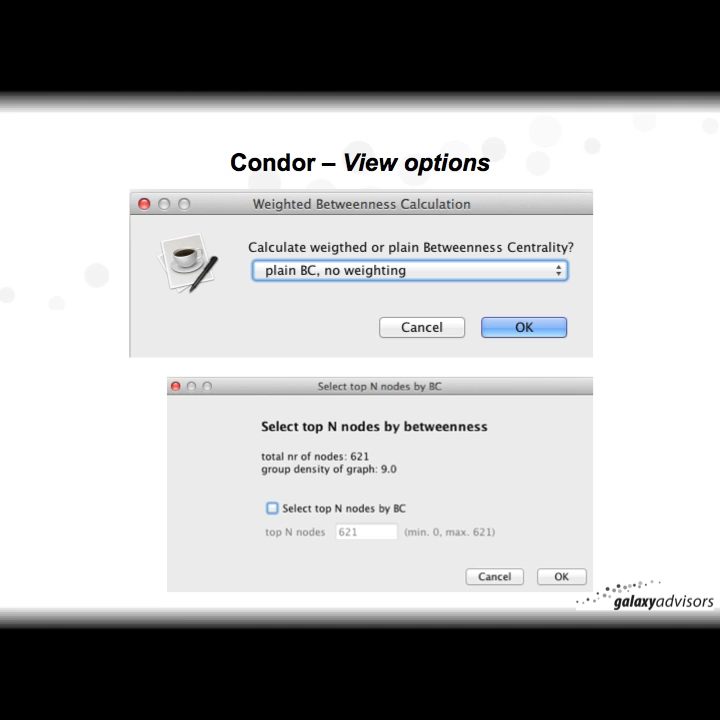 Condor – View options
Weighted Betweenness Calculation
Calculate weigthed or plain Betweenness Centrality?
plain BC, no weighting
Cancel
OK
Select top N nodes by BC
Select top N nodes by betweenness
total nr of nodes: 621
group density of graph: 9.0
Select top N nodes by BC
top N nodes 621 (min. 0, max. 621)
Cancel
OK
galaxyadvisors